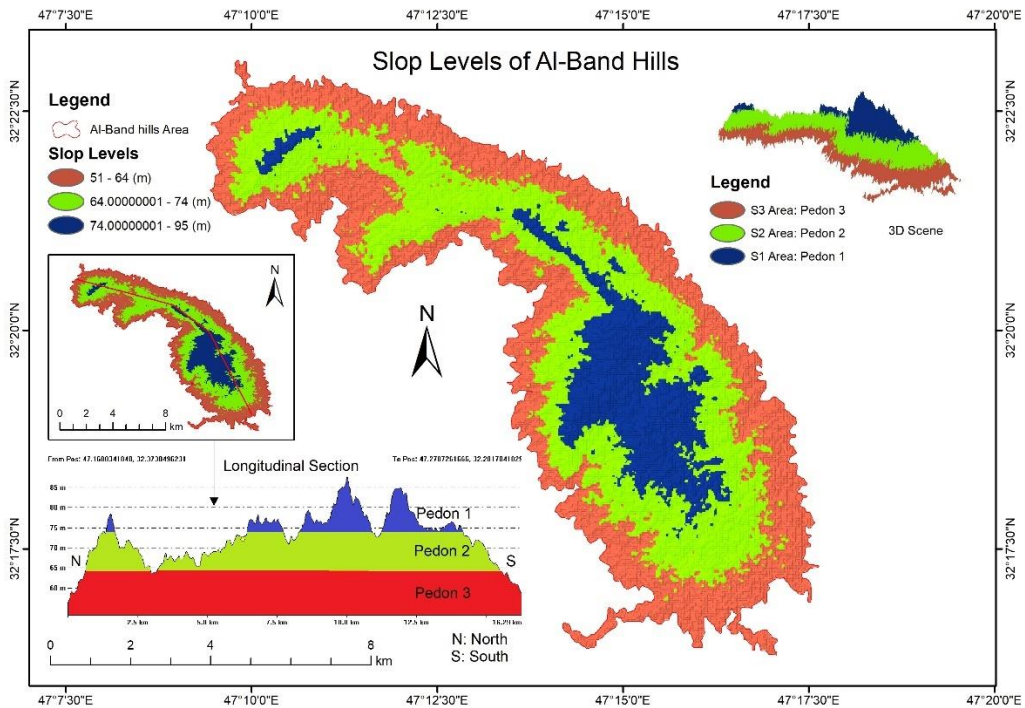 47°7'30"E 47°10'0"E 47°12'30"E 47°15'0"E 47°17'30"E 47°20'0"E
Slop Levels of Al-Band Hills
32°22'30"N
32°20'0"N
32°17'30"N
Legend
Al-Band hills Area
Slop Levels
51 - 64 (m)
64.00000001 - 74 (m)
74.00000001 - 95 (m)
Legend
S3 Area: Pedon 3
S2 Area: Pedon 2
S1 Area: Pedon 1
3D Scene
32°22'30"N
32°20'0"N
32°17'30"N
N
0 2 4 8
km
N
Longitudinal Section
85 m
80 m
75 m
70 m
65 m
60 m
Pedon 1
Pedon 2
Pedon 3
N
S
2.5 km 5.0 km 7.5 km 10.0 km 12.5 km
N: North
S: South
0 2 4 8
km
47°7'30"E 47°10'0"E 47°12'30"E 47°15'0"E 47°17'30"E 47°20'0"E